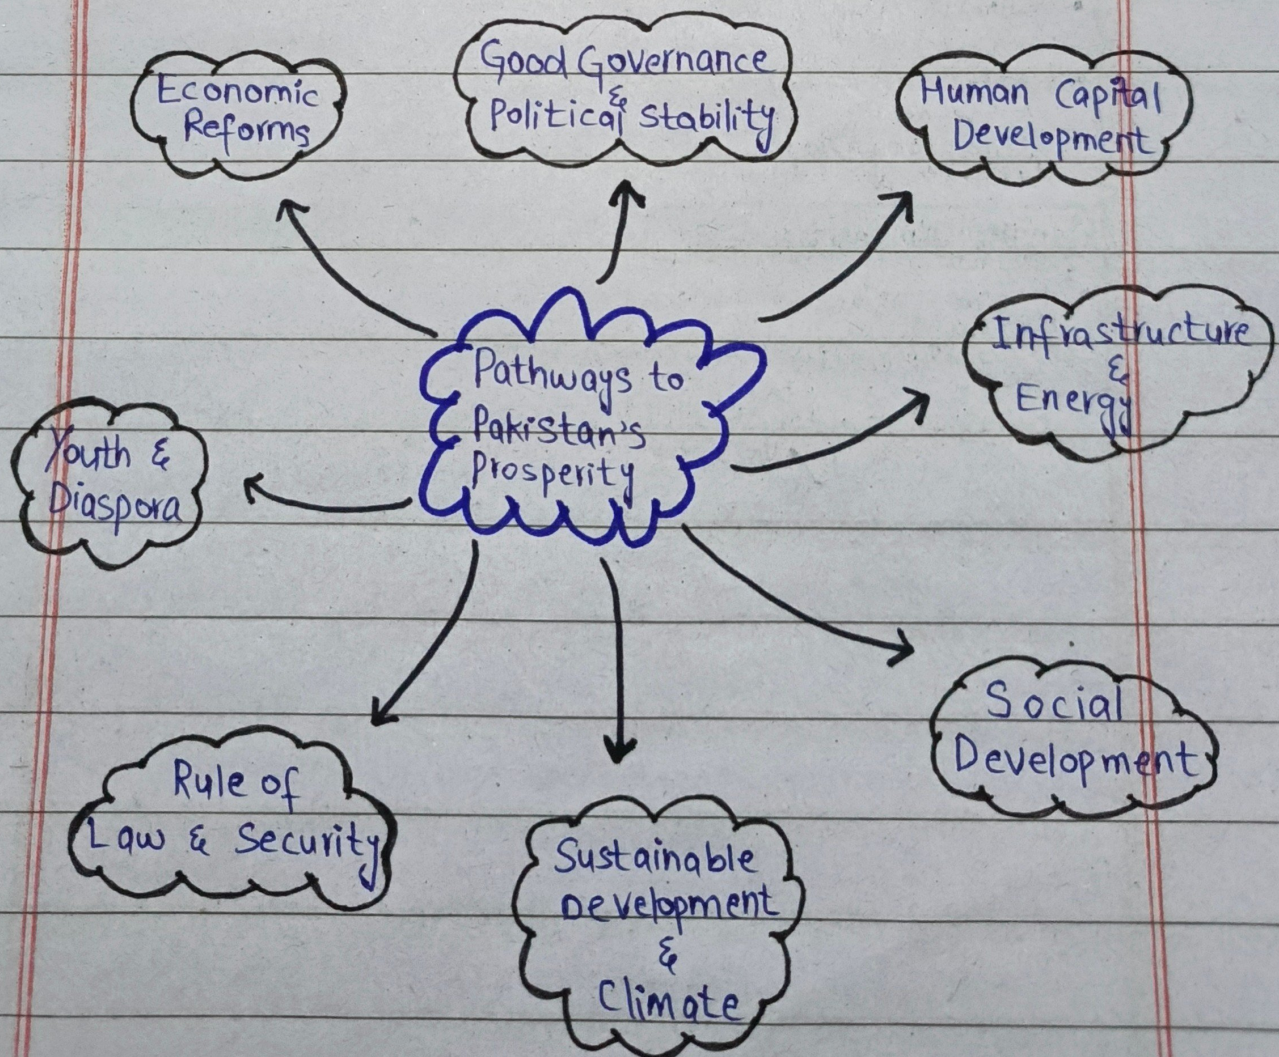 Economic
Reforms
Good Governance
&
Political Stability
Human Capital
Development
Infrastructure
&
Energy
Pathways to
Pakistan's
Prosperity
Youth &
Diaspora
Social
Development
Rule of
Law & Security
Sustainable
Development
&
Climate